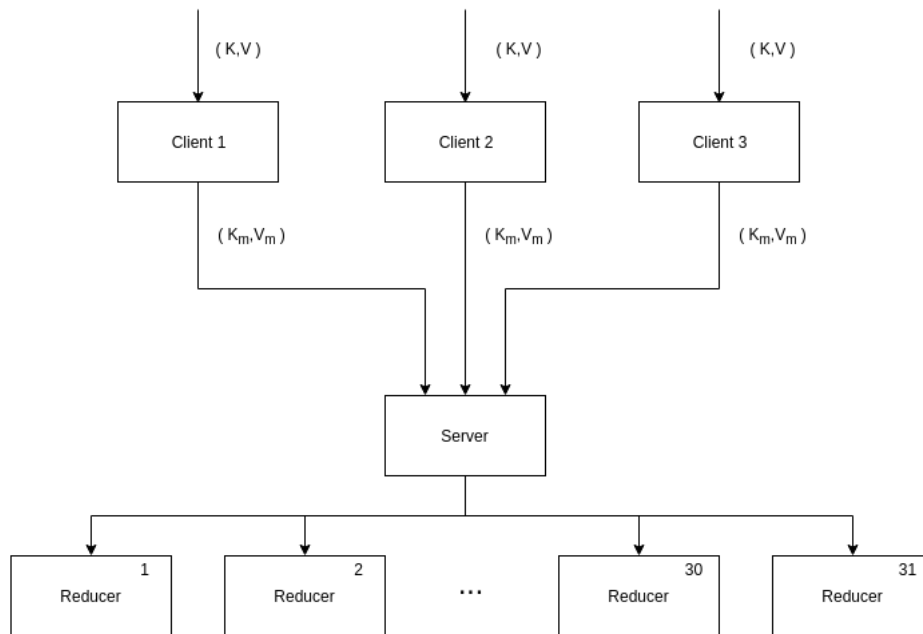 ( K,V) ( K,V) ( K,V)
Client 1 Client 2 Client 3
( Kₘ,Vₘ ) ( Kₘ,Vₘ ) ( Kₘ,Vₘ )
Server
1 2 30 31
Reducer Reducer ... Reducer Reducer